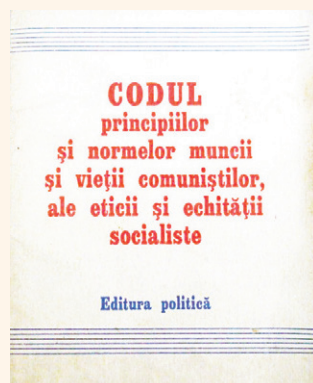 CODUL
principiilor
și normelor muncii
și vieții comuniștilor,
ale eticii și echității
socialiste
Editura politică